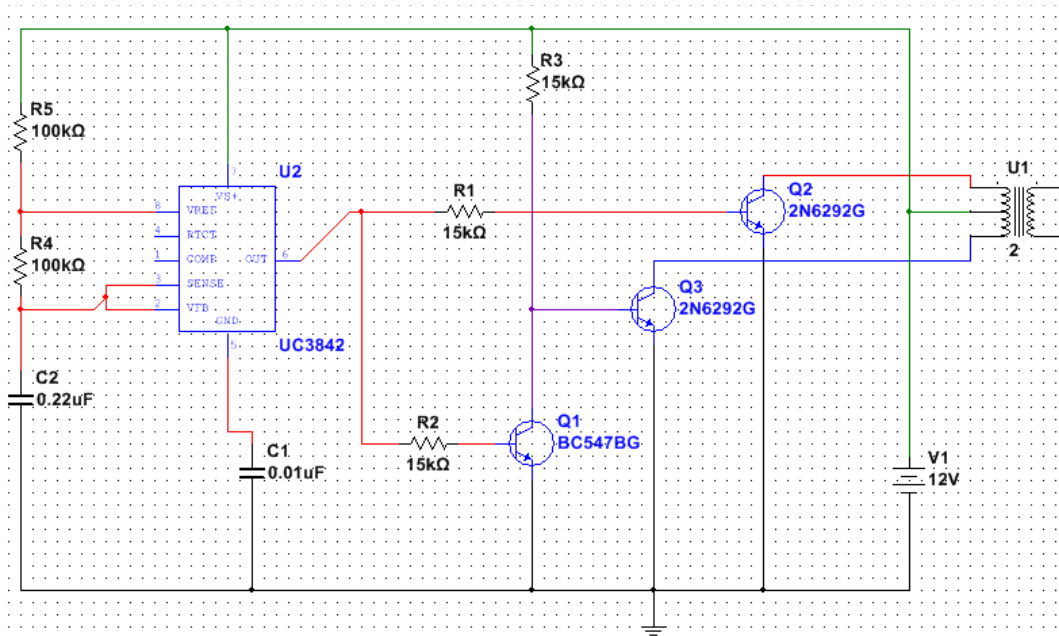 R3
15kΩ
R5
100kΩ
U2
7
VS+
8
VREF
4
RTCT
1
COMP
OUT
6
3
SENSE
2
VFB
GND
5
UC3842
R4
100kΩ
R1
15kΩ
Q2
2N6292G
U1
2
Q3
2N6292G
C2
0.22uF
C1
0.01uF
R2
15kΩ
Q1
BC547BG
V1
12V